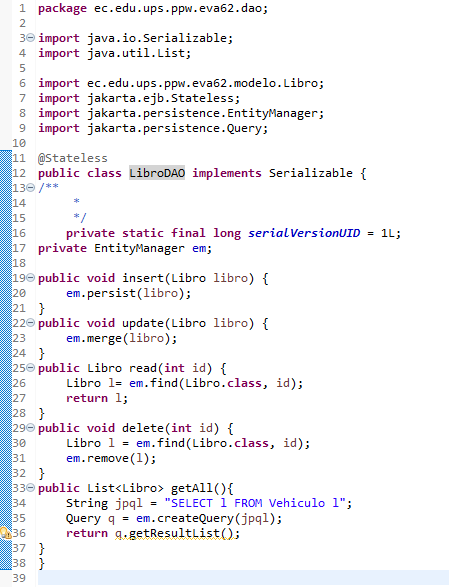 1 package ec.edu.ups.ppw.eva62.dao;
2
3 import java.io.Serializable;
4 import java.util.List;
5
6 import ec.edu.ups.ppw.eva62.modelo.Libro;
7 import jakarta.ejb.Stateless;
8 import jakarta.persistence.EntityManager;
9 import jakarta.persistence.Query;
10
11 @Stateless
12 public class LibroDAO implements Serializable {
13 /**
14      *
15      */
16     private static final long serialVersionUID = 1L;
17 private EntityManager em;
18
19 public void insert(Libro libro) {
20     em.persist(libro);
21 }
22 public void update(Libro libro) {
23     em.merge(libro);
24 }
25 public Libro read(int id) {
26     Libro l= em.find(Libro.class, id);
27     return l;
28 }
29 public void delete(int id) {
30     Libro l = em.find(Libro.class, id);
31     em.remove(l);
32 }
33 public List<Libro> getAll(){
34     String jpql = "SELECT l FROM Vehiculo l";
35     Query q = em.createQuery(jpql);
36     return q.getResultList();
37 }
38 }
39